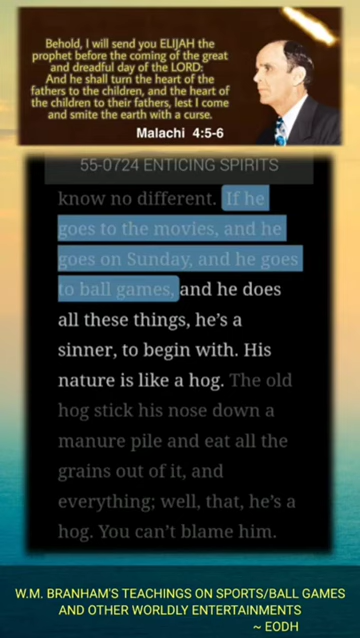 Behold, I will send you ELIJAH the
prophet before the coming of the great
and dreadful day of the LORD:
And he shall turn the heart of the
fathers to the children, and the heart of
the children to their fathers, lest I come
and smite the earth with a curse.
Malachi 4:5-6
55-0724 ENTICING SPIRITS
know no different. If he
goes to the movies, and he
goes on Sunday, and he goes
to ball games, and he does
all these things, he's a
sinner, to begin with. His
nature is like a hog. The old
hog stick his nose down a
manure pile and eat all the
grains out of it, and
everything; well, that, he's a
hog. You can't blame him.
W.M. BRANHAM'S TEACHINGS ON SPORTS/BALL GAMES
AND OTHER WORLDLY ENTERTAINMENTS
~ EODH